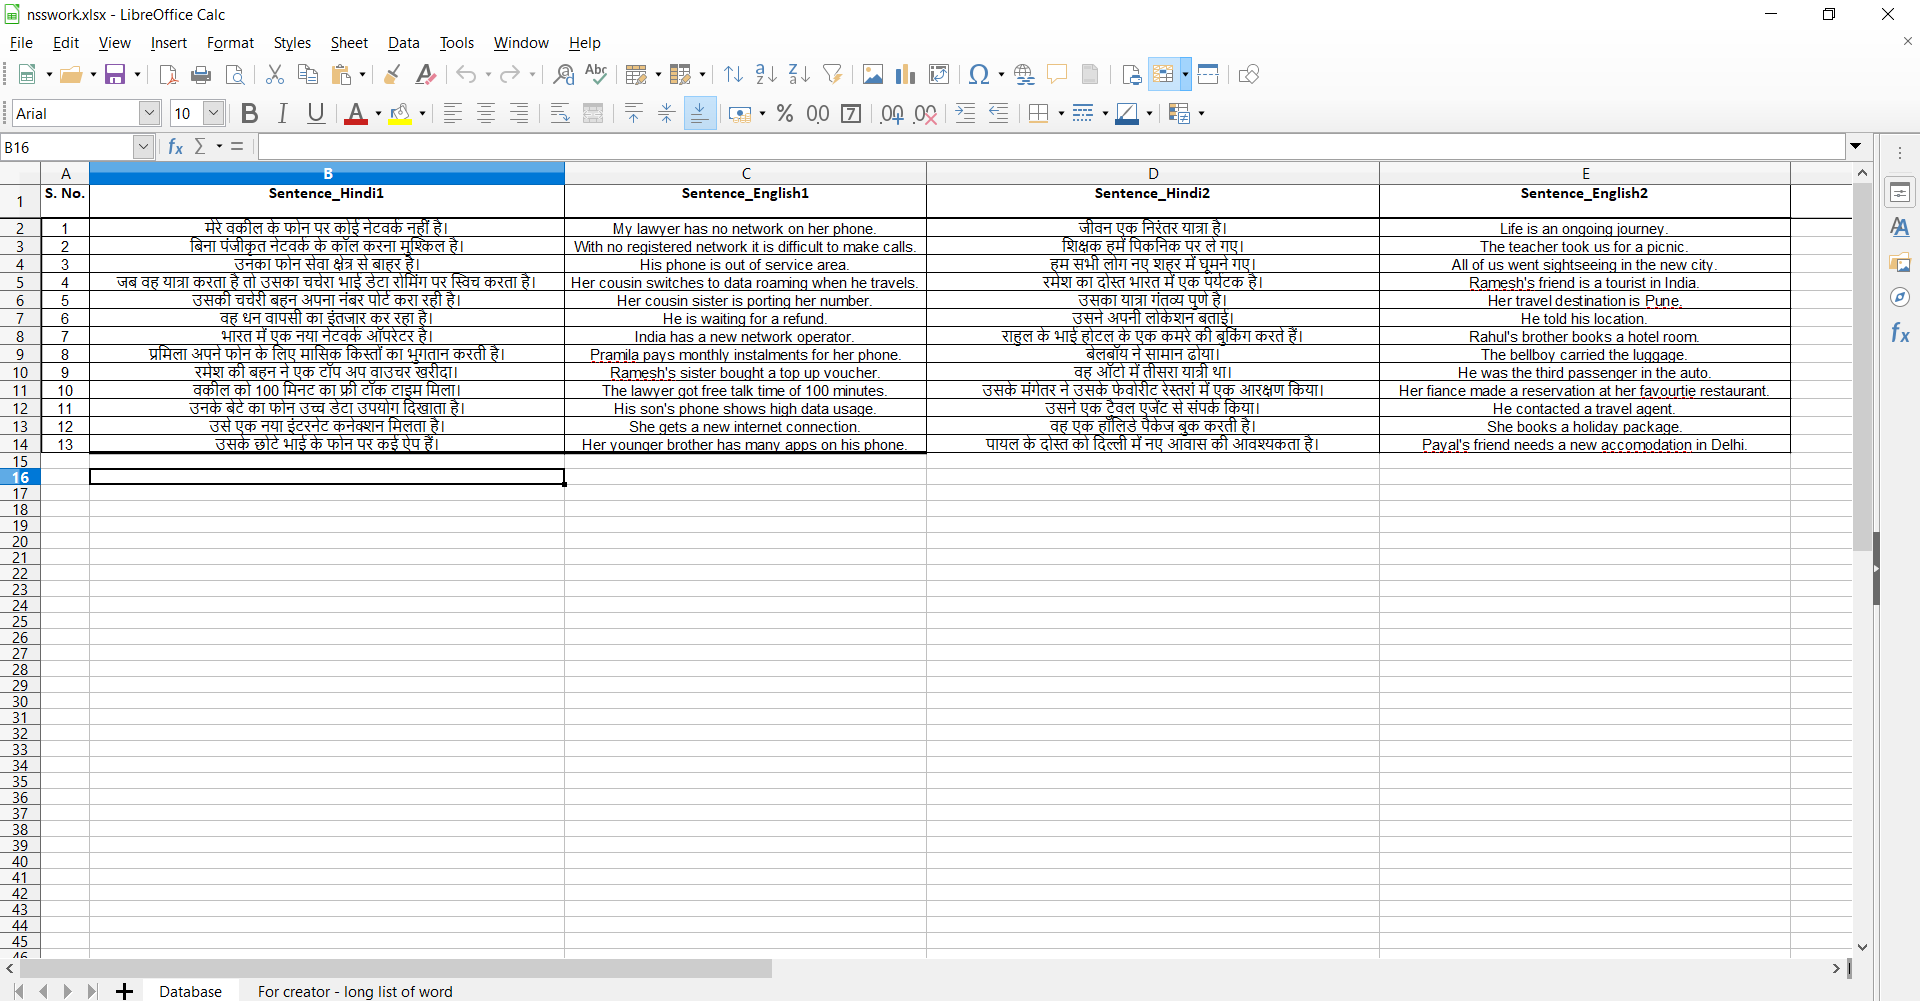 nsswork.xlsx - LibreOffice Calc
File Edit View Insert Format Styles Sheet Data Tools Window Help
Arial 10
B16
A B C D E
1 S. No. Sentence_Hindi1 Sentence_English1 Sentence_Hindi2 Sentence_English2
2 1 मेरे वकील के फोन पर कोई नेटवर्क नहीं है। My lawyer has no network on her phone. जीवन एक निरंतर यात्रा है। Life is an ongoing journey.
3 2 बिना पंजीकृत नेटवर्क के कॉल करना मुश्किल है। With no registered network it is difficult to make calls. शिक्षक हमें पिकनिक पर ले गए। The teacher took us for a picnic.
4 3 उनका फोन सेवा क्षेत्र से बाहर है। His phone is out of service area. हम सभी लोग नए शहर में घूमने गए। All of us went sightseeing in the new city.
5 4 जब वह यात्रा करता है तो उसका चचेरा भाई डेटा रोमिंग पर स्विच करता है। Her cousin switches to data roaming when he travels. रमेश का दोस्त भारत में एक पर्यटक है। Ramesh's friend is a tourist in India.
6 5 उसकी चचेरी बहन अपना नंबर पोर्ट करा रही है। Her cousin sister is porting her number. उसका यात्रा गंतव्य पुणे है। Her travel destination is Pune.
7 6 वह धन वापसी का इंतजार कर रहा है। He is waiting for a refund. उसने अपनी लोकेशन बताई। He told his location.
8 7 भारत में एक नया नेटवर्क ऑपरेटर है। India has a new network operator. राहुल के भाई होटल के एक कमरे की बुकिंग करते हैं। Rahul's brother books a hotel room.
9 8 प्रमिला अपने फोन के लिए मासिक किस्तों का भुगतान करती है। Pramila pays monthly instalments for her phone. बेलबॉय ने सामान ढोया। The bellboy carried the luggage.
10 9 रमेश की बहन ने एक टॉप अप वाउचर खरीदा। Ramesh's sister bought a top up voucher. वह ऑटो में तीसरा यात्री था। He was the third passenger in the auto.
11 10 वकील को 100 मिनट का फ्री टॉक टाइम मिला। The lawyer got free talk time of 100 minutes. उसके मंगेतर ने उसके फेवोरीट रेस्तरां में एक आरक्षण किया। Her fiance made a reservation at her favourtie restaurant.
12 11 उनके बेटे का फोन उच्च डेटा उपयोग दिखाता है। His son's phone shows high data usage. उसने एक ट्रैवल एजेंट से संपर्क किया। He contacted a travel agent.
13 12 उसे एक नया इंटरनेट कनेक्शन मिलता है। She gets a new internet connection. वह एक हॉलिडे पैकेज बुक करती है। She books a holiday package.
14 13 उसके छोटे भाई के फोन पर कई ऐप हैं। Her younger brother has many apps on his phone. पायल के दोस्त को दिल्ली में नए आवास की आवश्यकता है। Payal's friend needs a new accomodation in Delhi.
15
16
17
18
19
20
21
22
23
24
25
26
27
28
29
30
31
32
33
34
35
36
37
38
39
40
41
42
43
44
45
46
Database For creator - long list of word